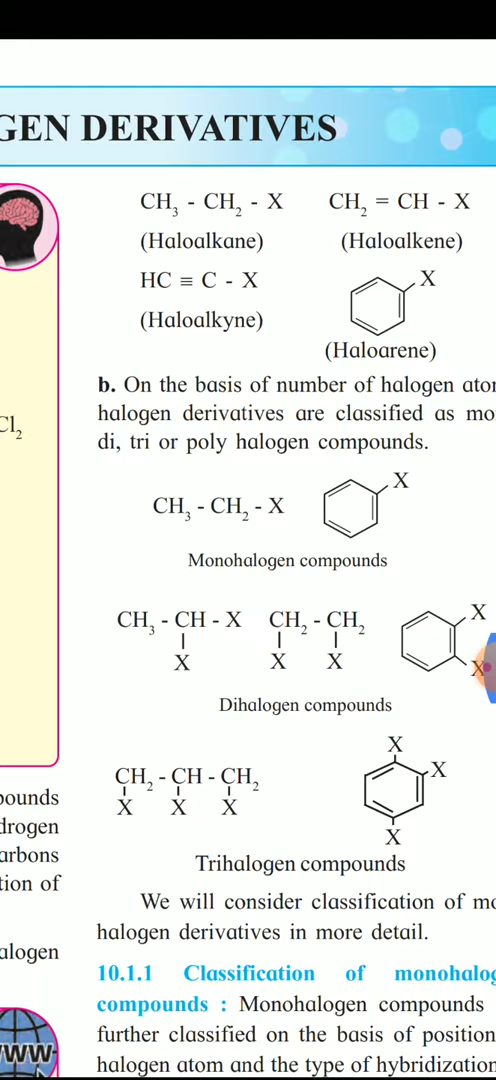 GEN DERIVATIVES
CH3 - CH2 - X CH2 = CH - X
(Haloalkane) (Haloalkene)
HC ≡ C - X X
(Haloalkyne)
(Haloarene)
b. On the basis of number of halogen ator
halogen derivatives are classified as mo
di, tri or poly halogen compounds.
CH3 - CH2 - X X
Monohalogen compounds
CH3 - CH - X CH2 - CH2 X
X X X X
Dihalogen compounds
X
CH2 - CH - CH2 X
X X X
X
Trihalogen compounds
We will consider classification of mo
halogen derivatives in more detail.
10.1.1 Classification of monohalog
compounds : Monohalogen compounds
further classified on the basis of position
halogen atom and the type of hybridization
Cl2
pounds
drogen
arbons
tion of
alogen
WW